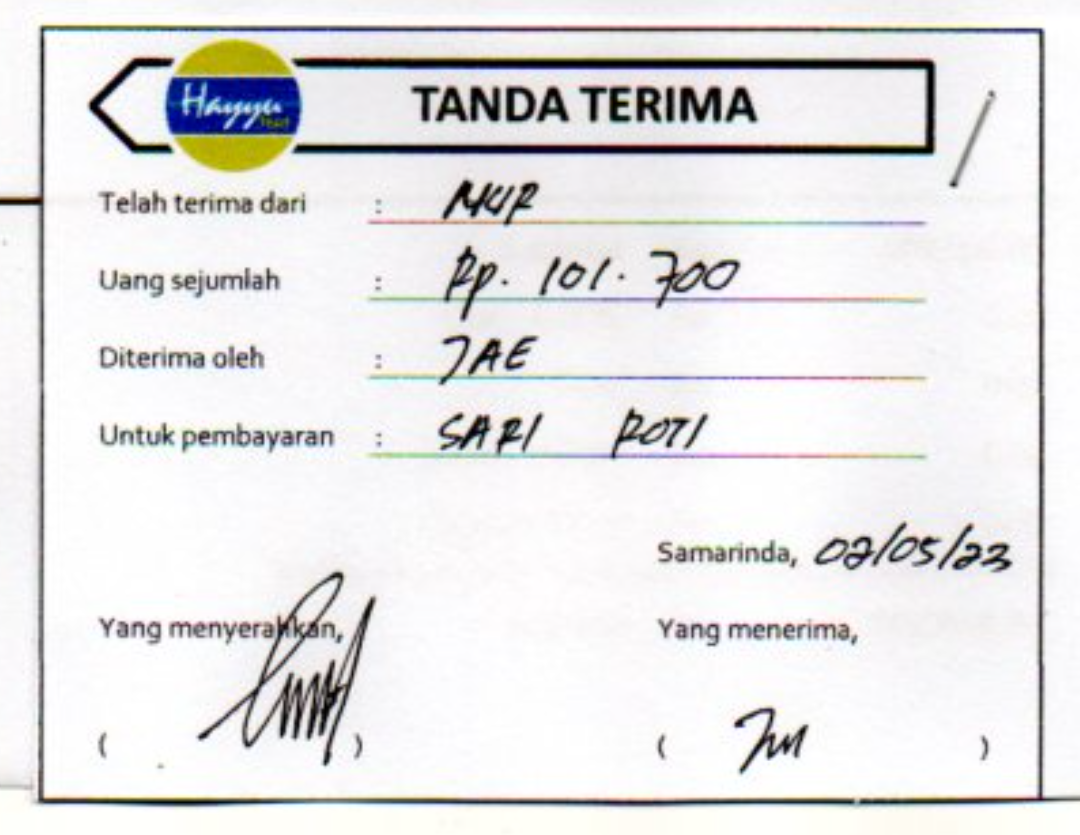 Hayyu
TANDA TERIMA
Telah terima dari : MKIR
Uang sejumlah : Rp. 101.700
Diterima oleh : JAE
Untuk pembayaran : SARI ROTI
Samarinda, 02/05/23
Yang menyerahkan, Yang menerima,
( ) ( )